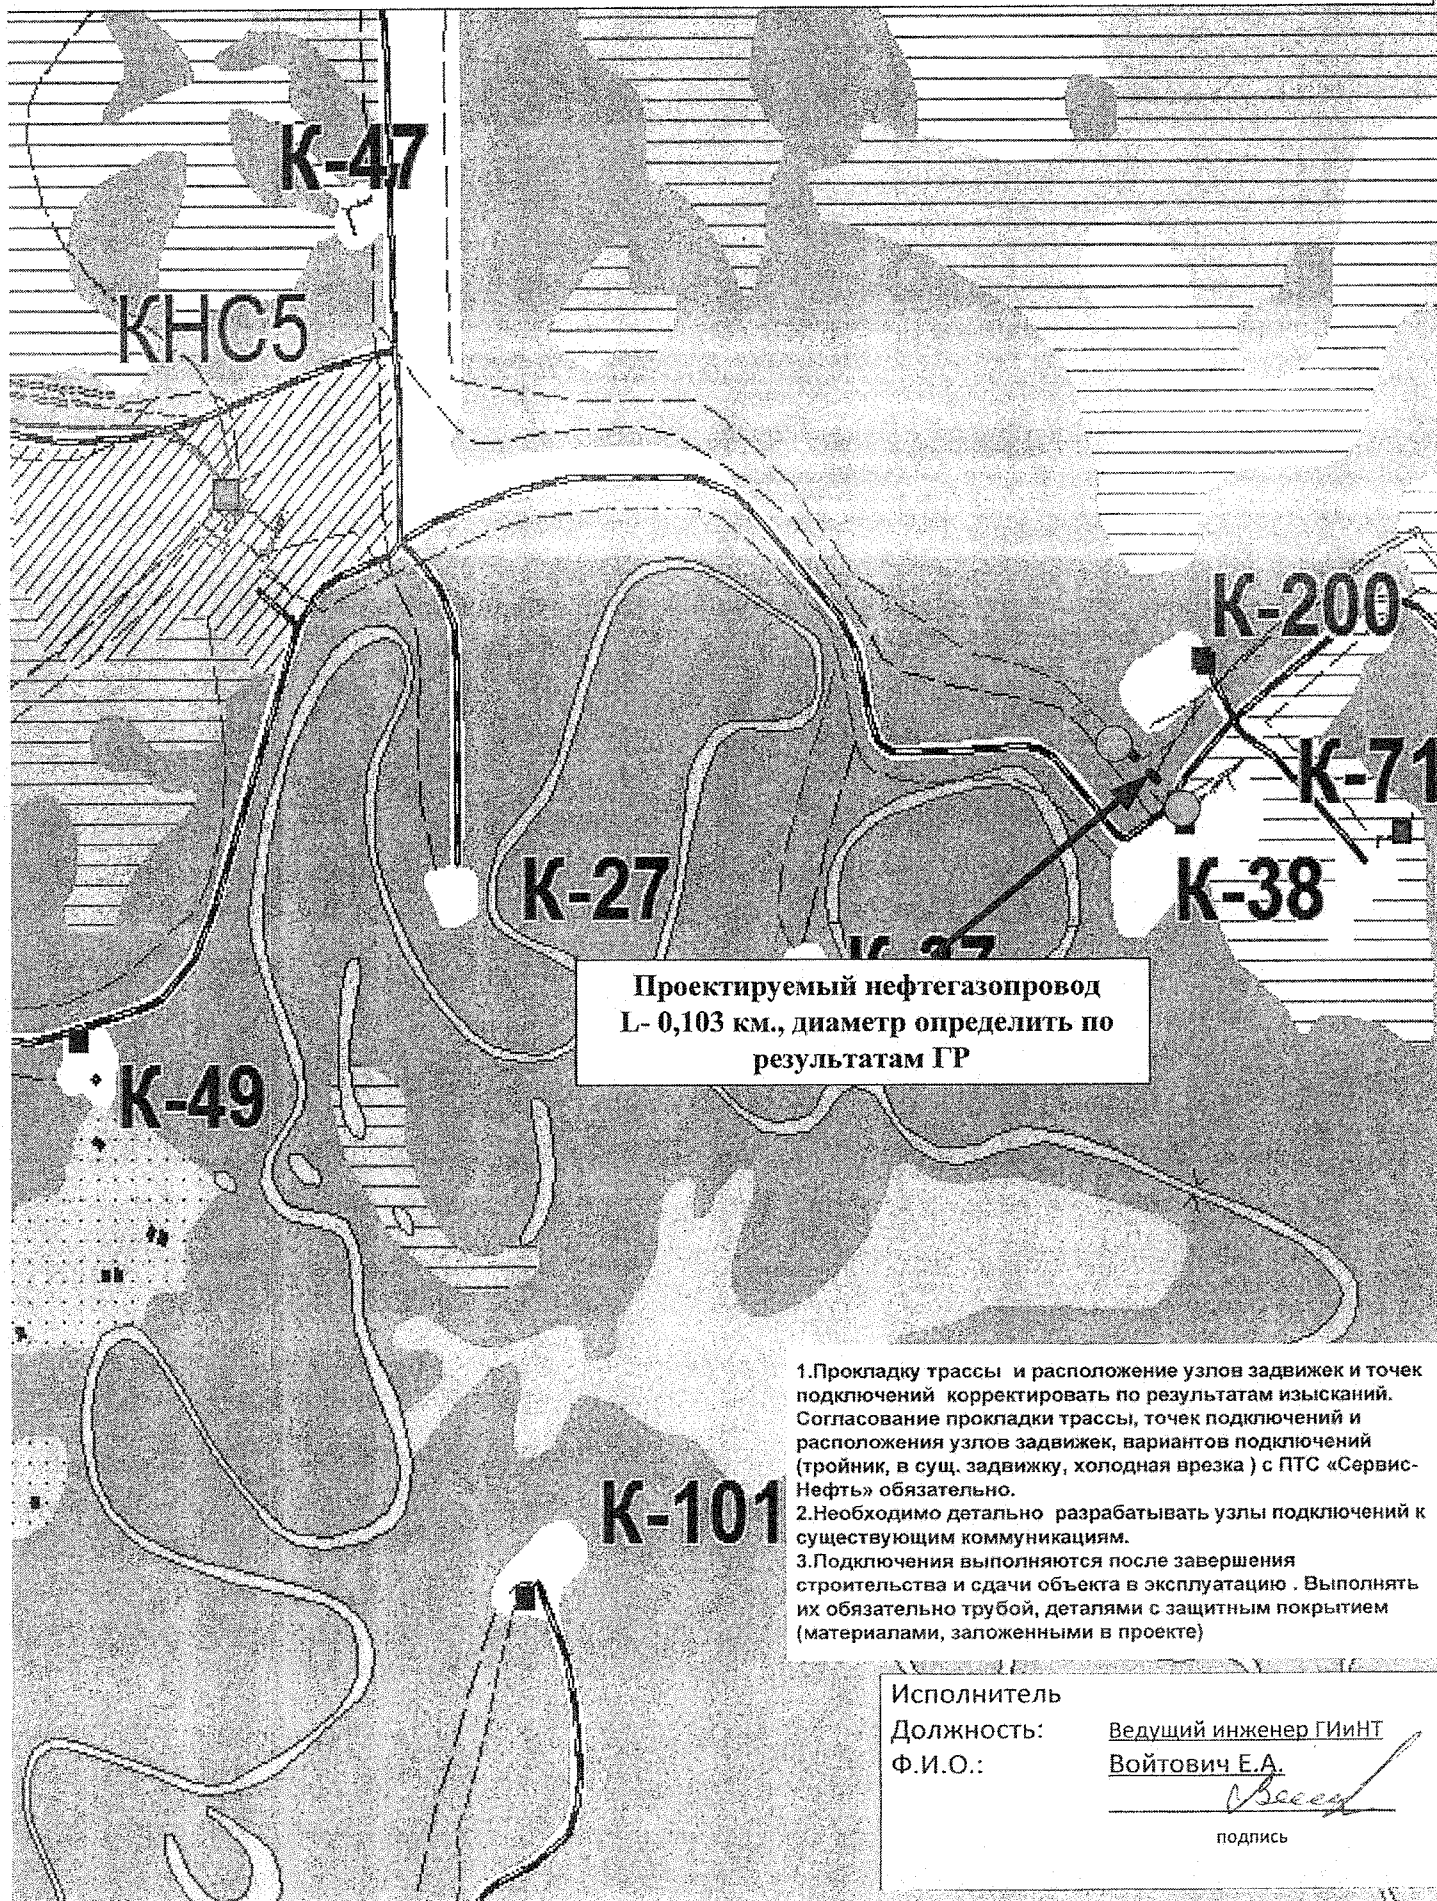 К-47
КНС5
К-200
К-71
К-27
К-38
К-37
Проектируемый нефтегазопровод
L- 0,103 км., диаметр определить по
результатам ГР
К-49
1.Прокладку трассы и расположение узлов задвижек и точек
подключений корректировать по результатам изысканий.
Согласование прокладки трассы, точек подключений и
расположения узлов задвижек, вариантов подключений
(тройник, в сущ. задвижку, холодная врезка ) с ПТС «Сервис-
Нефть» обязательно.
К-101
2.Необходимо детально разрабатывать узлы подключений к
существующим коммуникациям.
3.Подключения выполняются после завершения
строительства и сдачи объекта в эксплуатацию . Выполнять
их обязательно трубой, деталями с защитным покрытием
(материалами, заложенными в проекте)
Исполнитель
Должность: Ведущий инженер ГИиНТ
Ф.И.О.: Войтович Е.А.
подпись